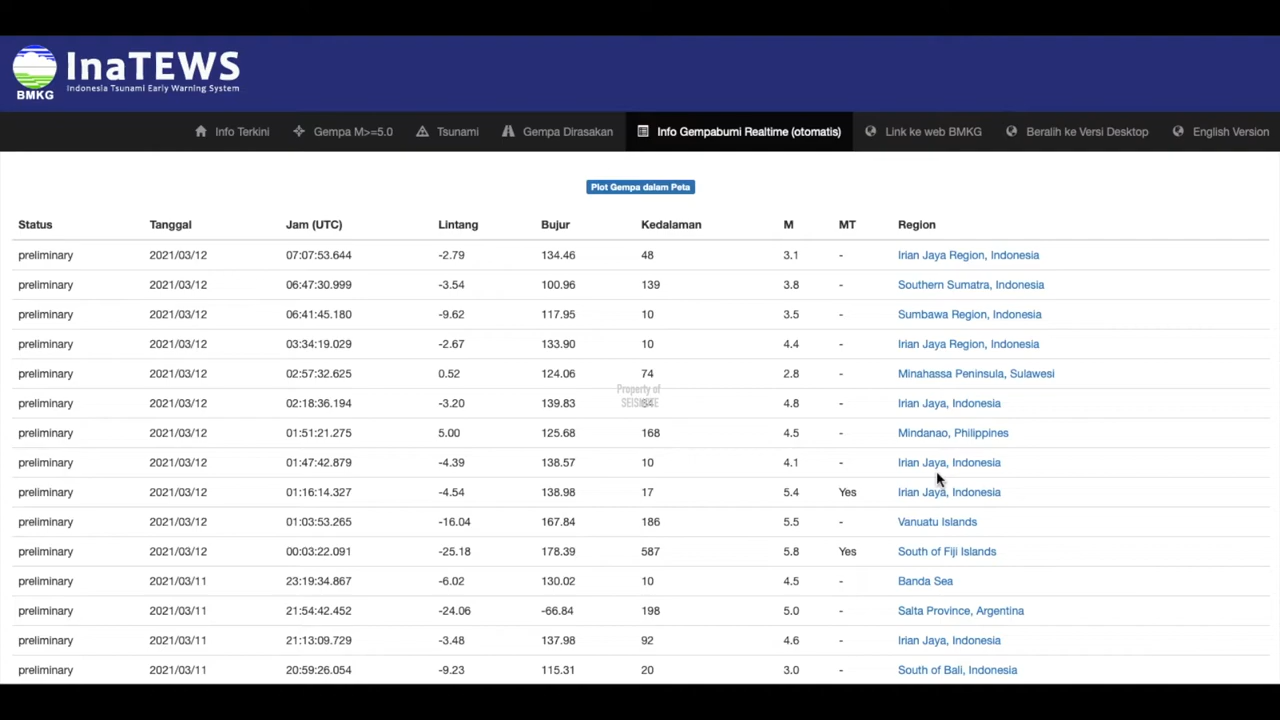 InaTEWS
Indonesia Tsunami Early Warning System
BMKG
Info Terkini Gempa M>=5.0 Tsunami Gempa Dirasakan Info Gempabumi Realtime (otomatis) Link ke web BMKG Beralih ke Versi Desktop English Version
Plot Gempa dalam Peta
Status Tanggal Jam (UTC) Lintang Bujur Kedalaman M MT Region
preliminary 2021/03/12 07:07:53.644 -2.79 134.46 48 3.1 - Irian Jaya Region, Indonesia
preliminary 2021/03/12 06:47:30.999 -3.54 100.96 139 3.8 - Southern Sumatra, Indonesia
preliminary 2021/03/12 06:41:45.180 -9.62 117.95 10 3.5 - Sumbawa Region, Indonesia
preliminary 2021/03/12 03:34:19.029 -2.67 133.90 10 4.4 - Irian Jaya Region, Indonesia
preliminary 2021/03/12 02:57:32.625 0.52 124.06 74 2.8 - Minahassa Peninsula, Sulawesi
Property of
preliminary 2021/03/12 02:18:36.194 -3.20 139.83 4.8 - Irian Jaya, Indonesia
preliminary 2021/03/12 01:51:21.275 5.00 125.68 168 4.5 - Mindanao, Philippines
preliminary 2021/03/12 01:47:42.879 -4.39 138.57 10 4.1 - Irian Jaya, Indonesia
preliminary 2021/03/12 01:16:14.327 -4.54 138.98 17 5.4 Yes Irian Jaya, Indonesia
preliminary 2021/03/12 01:03:53.265 -16.04 167.84 186 5.5 - Vanuatu Islands
preliminary 2021/03/12 00:03:22.091 -25.18 178.39 587 5.8 Yes South of Fiji Islands
preliminary 2021/03/11 23:19:34.867 -6.02 130.02 10 4.5 - Banda Sea
preliminary 2021/03/11 21:54:42.452 -24.06 -66.84 198 5.0 - Salta Province, Argentina
preliminary 2021/03/11 21:13:09.729 -3.48 137.98 92 4.6 - Irian Jaya, Indonesia
preliminary 2021/03/11 20:59:26.054 -9.23 115.31 20 3.0 - South of Bali, Indonesia